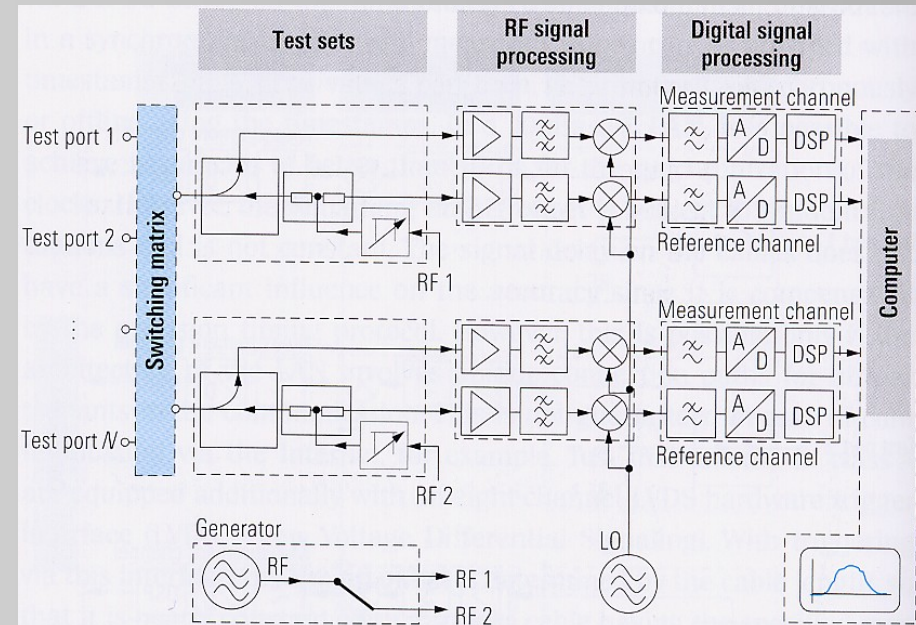 Test sets
RF signal
processing
Digital signal
processing
Test port 1
Test port 2
Test port N
Switching matrix
RF 1
RF 2
Measurement channel
A
D
DSP
A
D
DSP
Reference channel
Measurement channel
A
D
DSP
A
D
DSP
Reference channel
Computer
Generator
RF
RF 1
RF 2
LO